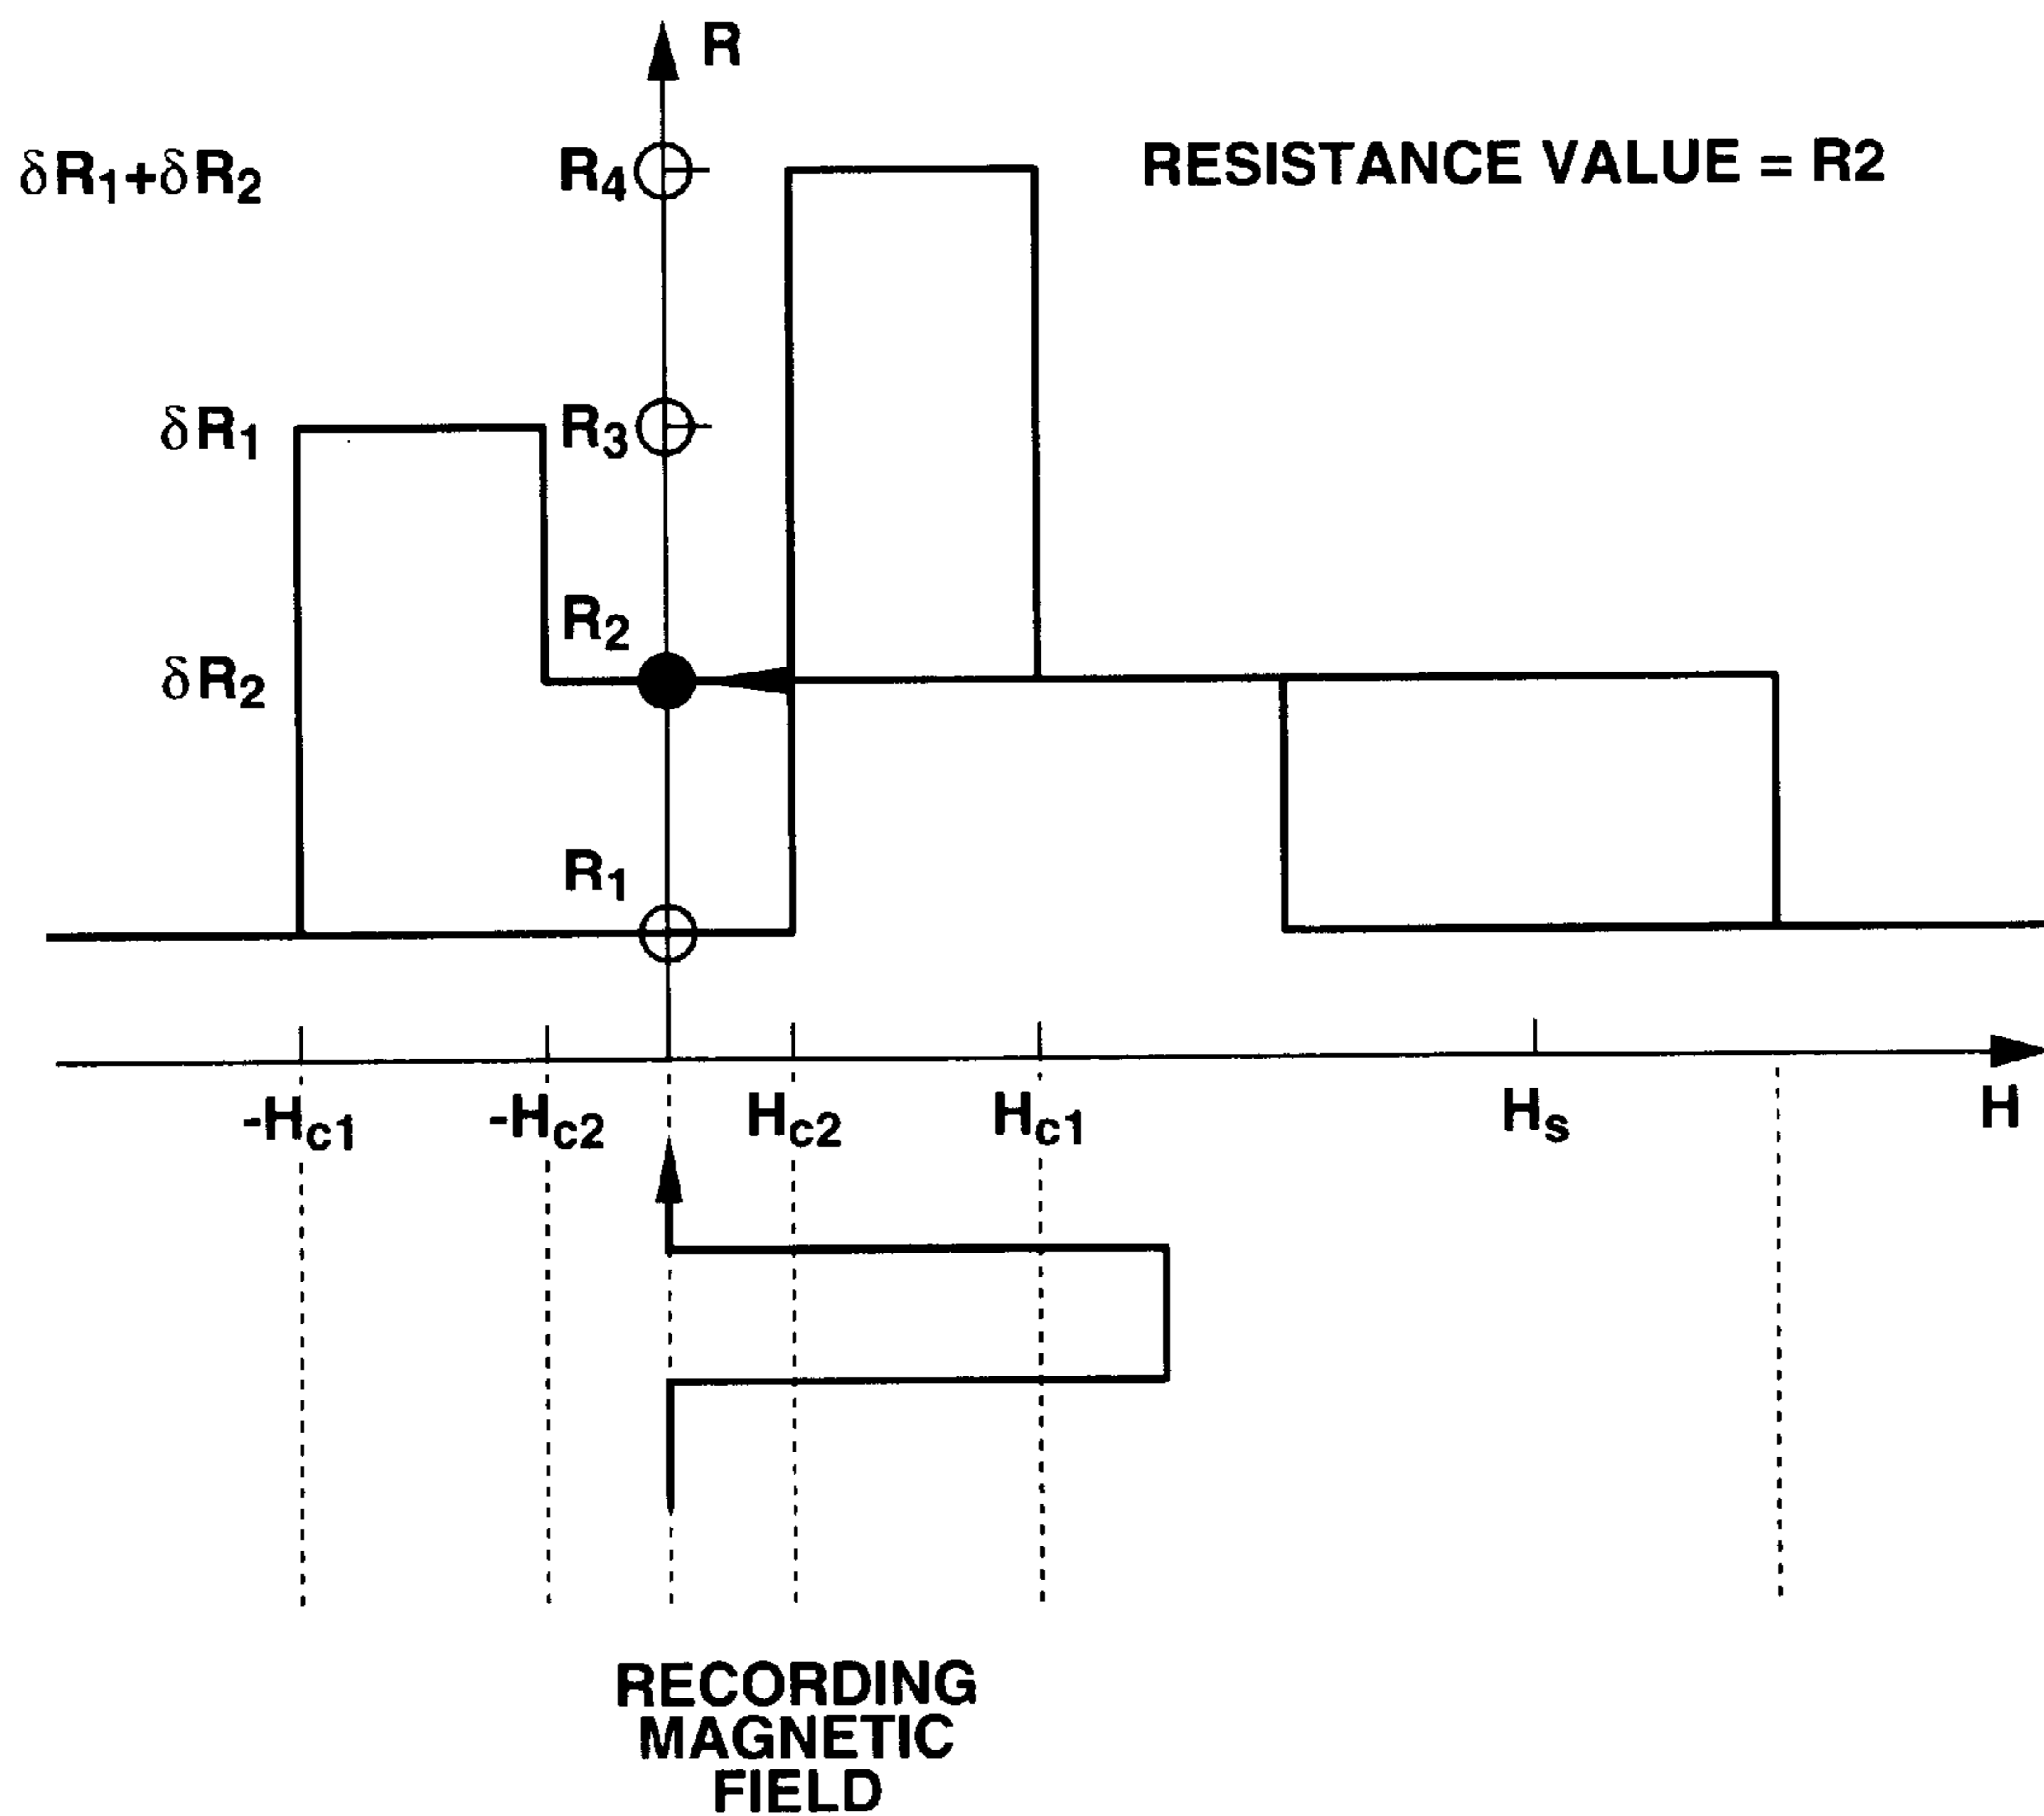 R
δR₁+δR₂
R₄
RESISTANCE VALUE = R2
δR₁
R₃
R₂
δR₂
R₁
-Hc1
-Hc2
Hc2
Hc1
Hs
H
RECORDING
MAGNETIC
FIELD